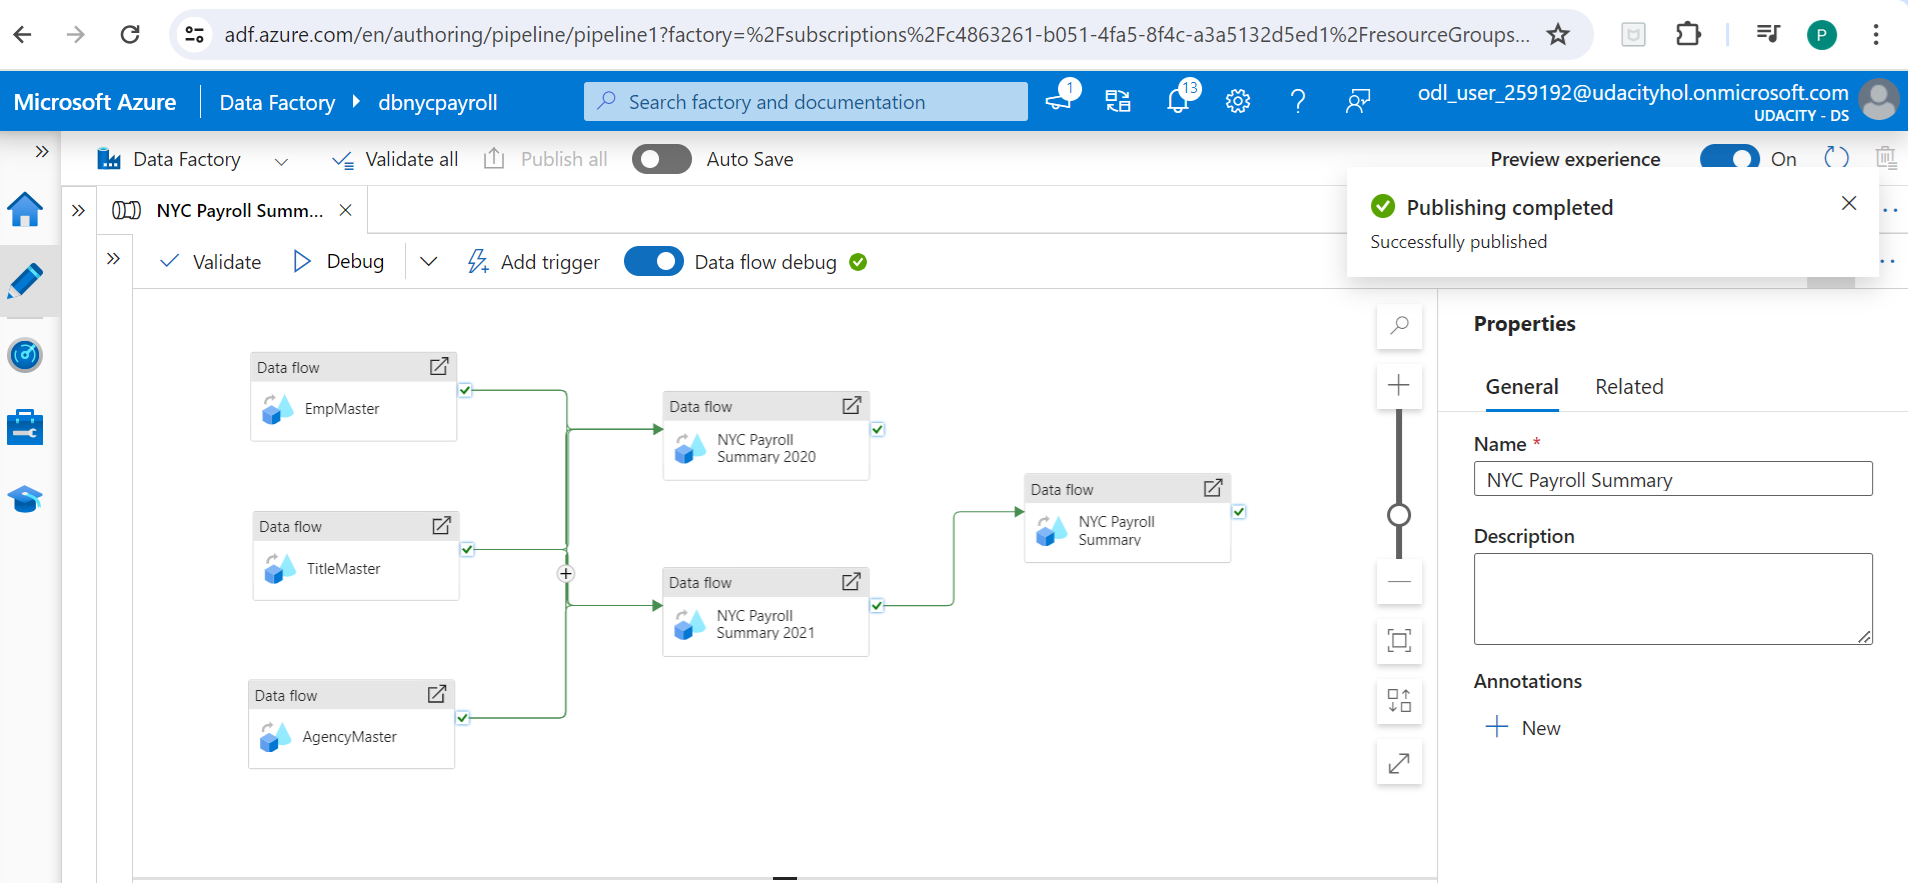 adf.azure.com/en/authoring/pipeline/pipeline1?factory=%2Fsubscriptions%2Fc4863261-b051-4fa5-8f4c-a3a5132d5ed1%2FresourceGroups...
P
Microsoft Azure
Data Factory
dbnycpayroll
Search factory and documentation
1
13
odl_user_259192@udacityhol.onmicrosoft.com
UDACITY - DS
Data Factory
Validate all
Publish all
Auto Save
Preview experience
On
NYC Payroll Summ...
Publishing completed
Successfully published
Validate
Debug
Add trigger
Data flow debug
Data flow
EmpMaster
Data flow
NYC Payroll
Summary 2020
Data flow
NYC Payroll
Summary
Data flow
TitleMaster
Data flow
NYC Payroll
Summary 2021
Data flow
AgencyMaster
Properties
General
Related
Name *
NYC Payroll Summary
Description
Annotations
New